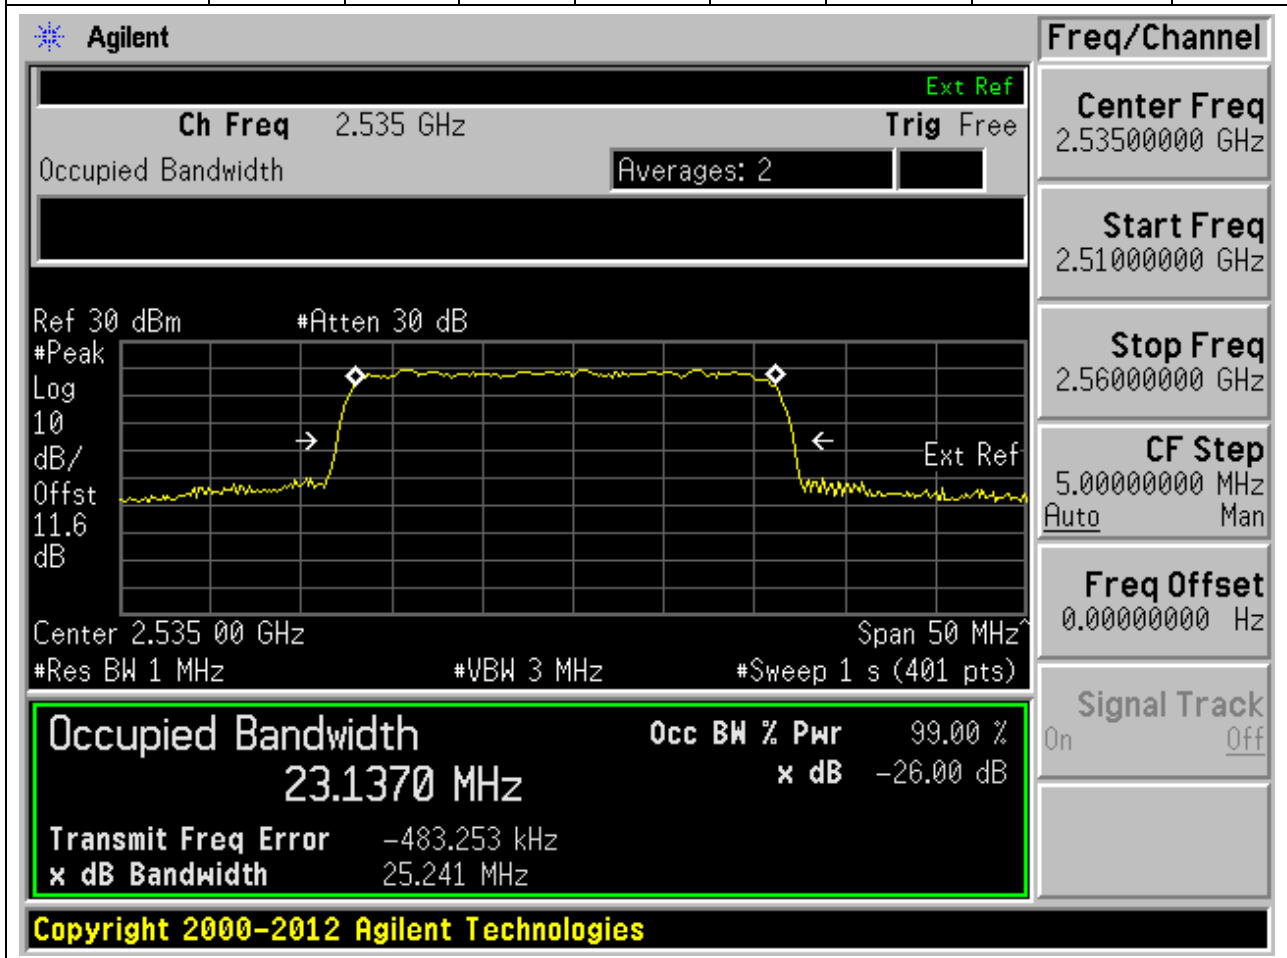 Agilent
Freq/Channel
Ext Ref
Ch Freq 2.535 GHz Trig Free
Occupied Bandwidth Averages: 2
Center Freq
2.53500000 GHz
Start Freq
2.51000000 GHz
Stop Freq
2.56000000 GHz
CF Step
5.00000000 MHz
Auto Man
Freq Offset
0.00000000 Hz
Signal Track
On Off
Ref 30 dBm #Atten 30 dB
#Peak
Log
10
dB/
Offst
11.6
dB
Ext Ref
Center 2.535 00 GHz Span 50 MHz^
#Res BW 1 MHz #VBW 3 MHz #Sweep 1 s (401 pts)
Occupied Bandwidth
23.1370 MHz
Occ BW % Pwr 99.00 %
x dB -26.00 dB
Transmit Freq Error -483.253 kHz
x dB Bandwidth 25.241 MHz
Copyright 2000-2012 Agilent Technologies